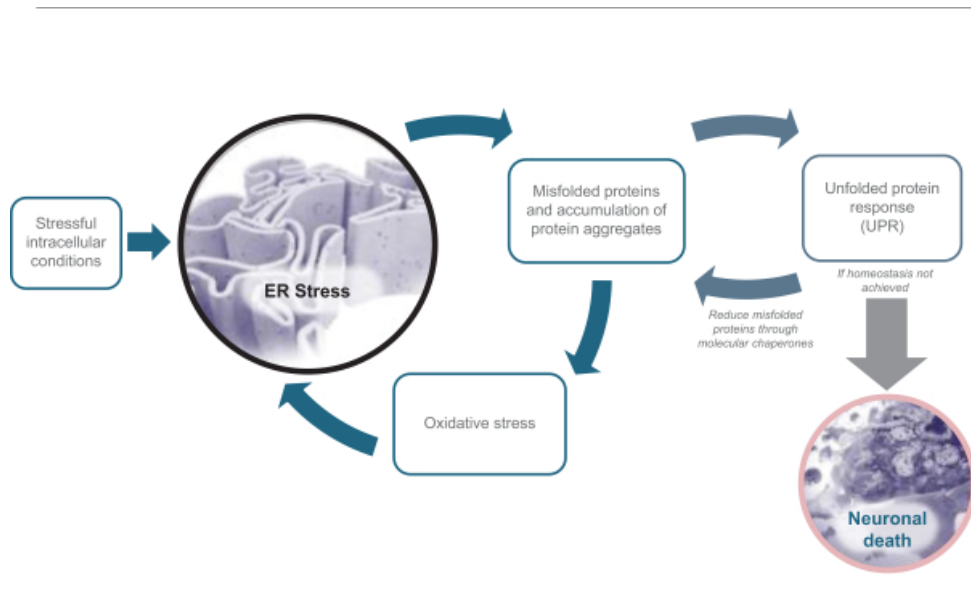 Stressful
intracellular
conditions
ER Stress
Misfolded proteins
and accumulation of
protein aggregates
Unfolded protein
response
(UPR)
If homeostasis not
achieved
Reduce misfolded
proteins through
molecular chaperones
Oxidative stress
Neuronal
death